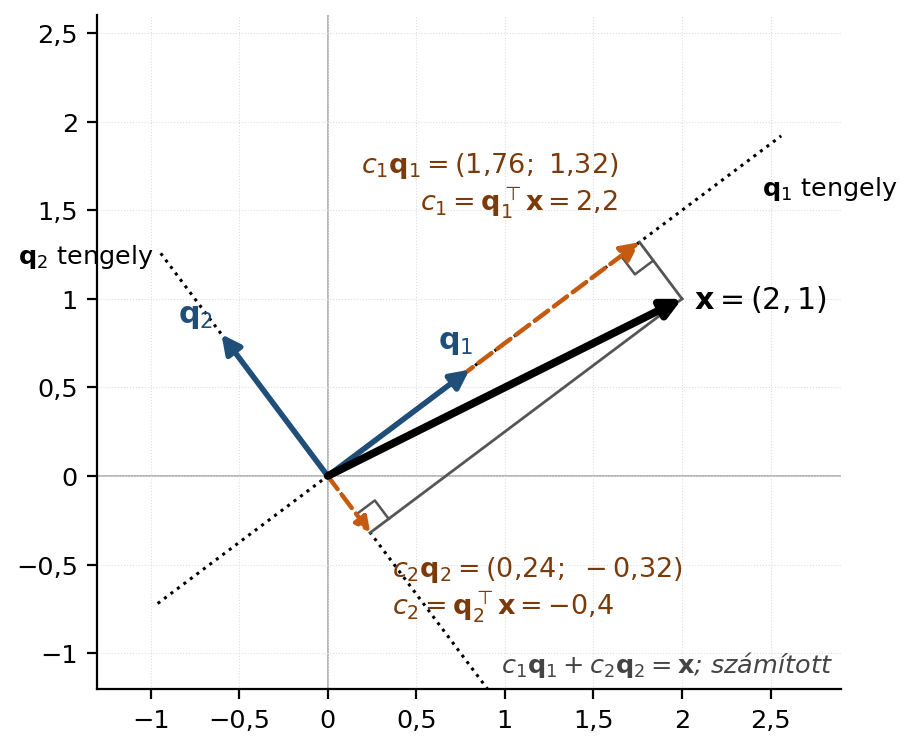 2,5
2
1,5
1
0,5
0
−0,5
−1
c₁q₁ = (1,76; 1,32)
c₁ = q₁⊤ x = 2,2
q₁ tengely
q₂ tengely
x = (2, 1)
q₂
q₁
c₂q₂ = (0,24; −0,32)
c₂ = q₂⊤ x = −0,4
c₁q₁ + c₂q₂ = x; számított
−1 −0,5 0 0,5 1 1,5 2 2,5